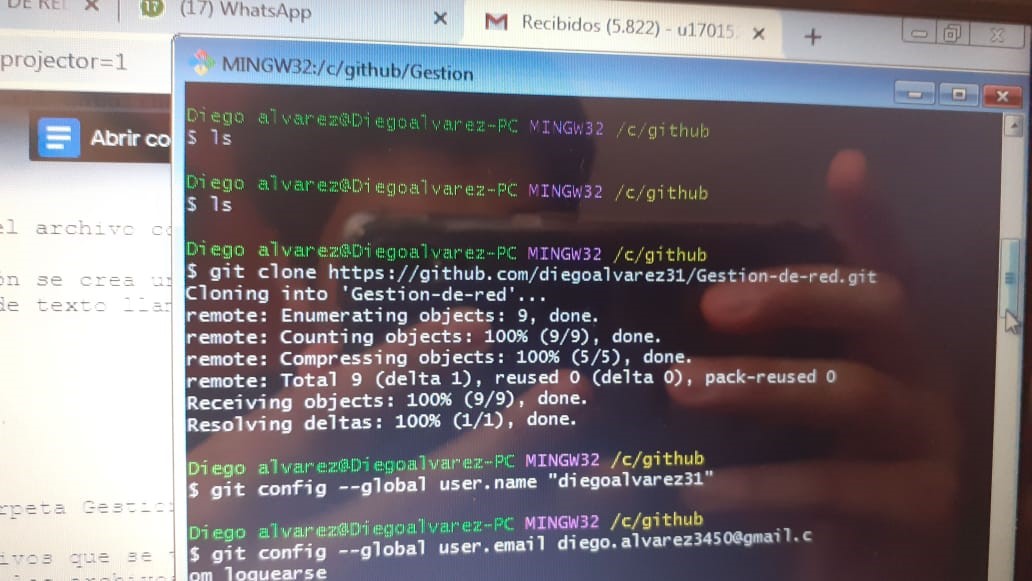 (17) WhatsApp
Recibidos (5.822) - u17015
projector=1
MINGW32:/c/github/Gestion
Abrir co
el archivo co
ón se crea un
de texto llam
rpeta Gestion
ivos que se
Diego alvarez@Diegoalvarez-PC MINGW32 /c/github
$ ls
Diego alvarez@Diegoalvarez-PC MINGW32 /c/github
$ ls
Diego alvarez@Diegoalvarez-PC MINGW32 /c/github
$ git clone https://github.com/diegoalvarez31/Gestion-de-red.git
Cloning into 'Gestion-de-red'...
remote: Enumerating objects: 9, done.
remote: Counting objects: 100% (9/9), done.
remote: Compressing objects: 100% (5/5), done.
remote: Total 9 (delta 1), reused 0 (delta 0), pack-reused 0
Receiving objects: 100% (9/9), done.
Resolving deltas: 100% (1/1), done.
Diego alvarez@Diegoalvarez-PC MINGW32 /c/github
$ git config --global user.name "diegoalvarez31"
Diego alvarez@Diegoalvarez-PC MINGW32 /c/github
$ git config --global user.email diego.alvarez3450@gmail.c
om loguearse